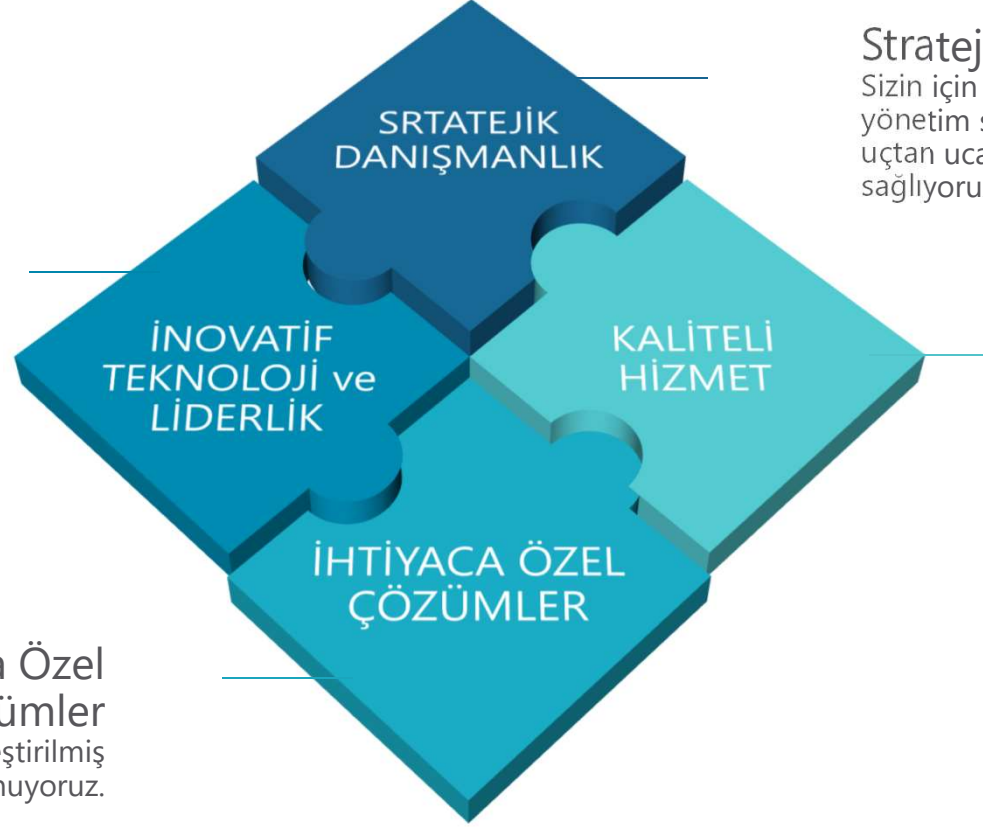 SRTATEJİK
DANIŞMANLIK
Stratej
Sizin için
yönetim s
uçtan uca
sağlıyoru
İNOVATİF
TEKNOLOJİ ve
LİDERLİK
KALİTELİ
HİZMET
İHTİYACA ÖZEL
ÇÖZÜMLER
a Özel
ümler
eştirilmiş
nuyoruz.